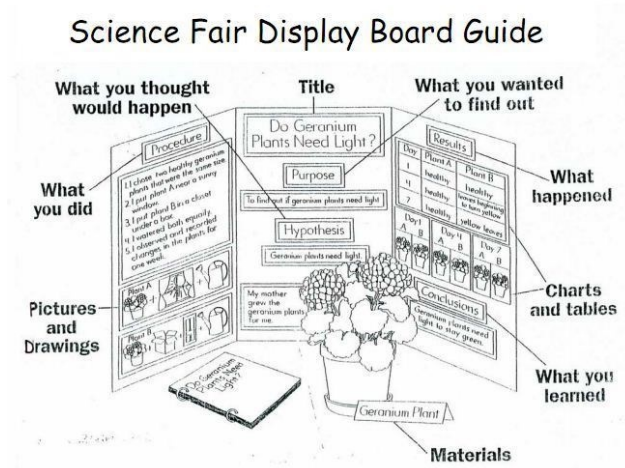 Science Fair Display Board Guide
What you thought
would happen
Title
What you wanted
to find out
Procedure
1. I chose two healthy geranium
plants that were the same size.
2. I put plant A near a sunny
window.
3. I put plant B in a closet
under a box.
4. I watered both equally.
5. I observed and recorded
changes in the plants for
one week.
What
you did
Plant A
Plant B
Pictures
and
Drawings
Do Geranium
Plants Need Light?
Purpose
To find out if geranium plants need light
Hypothesis
Geranium plants need light.
My mother
grew the
geranium plants
for me.
Results
Day Plant A Plant B
1 healthy healthy
4 healthy leaves beginning
to turn yellow
7 healthy yellow leaves
Day 1 Day 4 Day 7
A B A B A B
What
happened
Charts
and tables
Conclusions
Geranium plants need
light to stay green.
What you
learned
Do Geranium
Plants Need
Light?
Geranium Plant
Materials